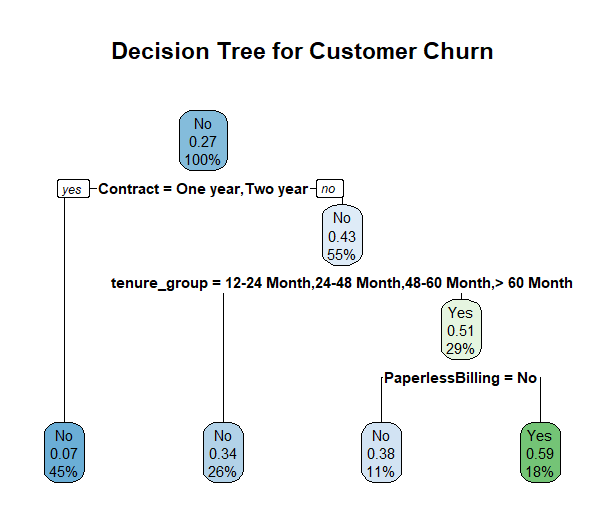 Decision Tree for Customer Churn
No
0.27
100%
yes
Contract = One year,Two year
no
No
0.43
55%
tenure_group = 12-24 Month,24-48 Month,48-60 Month,> 60 Month
Yes
0.51
29%
PaperlessBilling = No
No
0.07
45%
No
0.34
26%
No
0.38
11%
Yes
0.59
18%